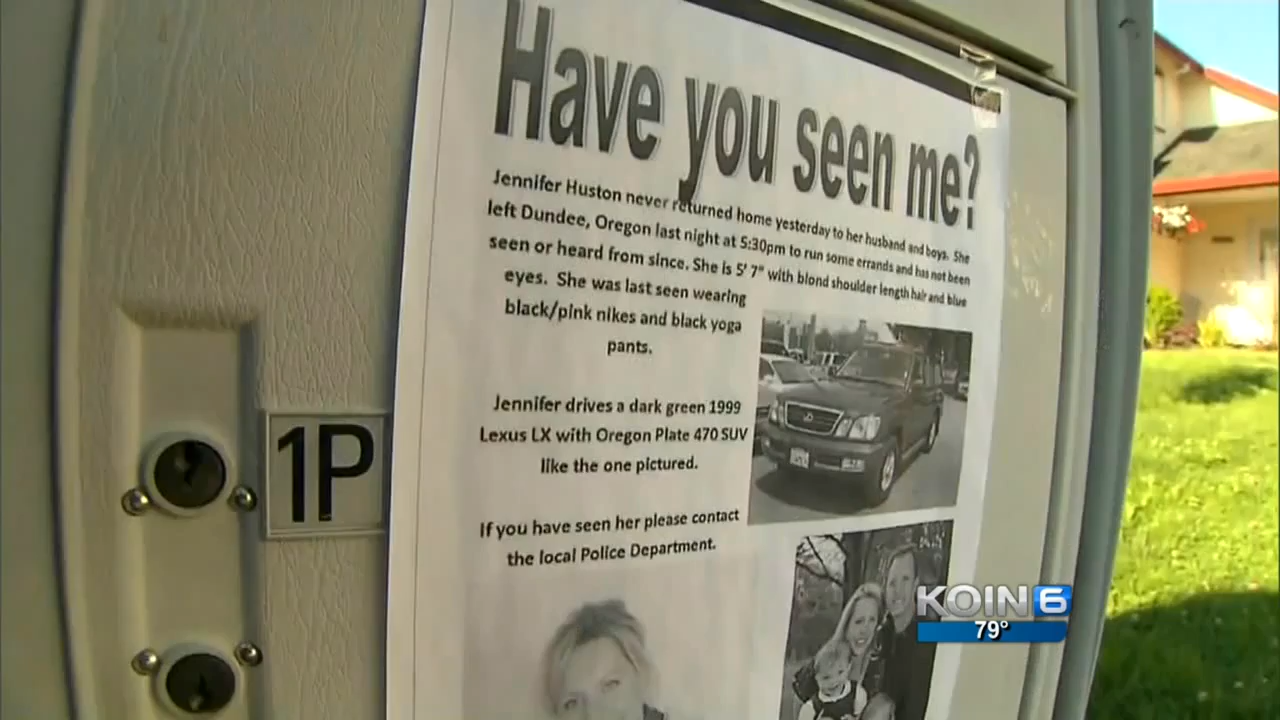 Have you seen me?
Jennifer Huston never returned home yesterday to her husband and boys. She
left Dundee, Oregon last night at 5:30pm to run some errands and has not been
seen or heard from since. She is 5' 7" with blond shoulder length hair and blue
eyes. She was last seen wearing
black/pink nikes and black yoga
pants.
Jennifer drives a dark green 1999
Lexus LX with Oregon Plate 470 SUV
like the one pictured.
If you have seen her please contact
the local Police Department.
1P
KOIN 6
79°